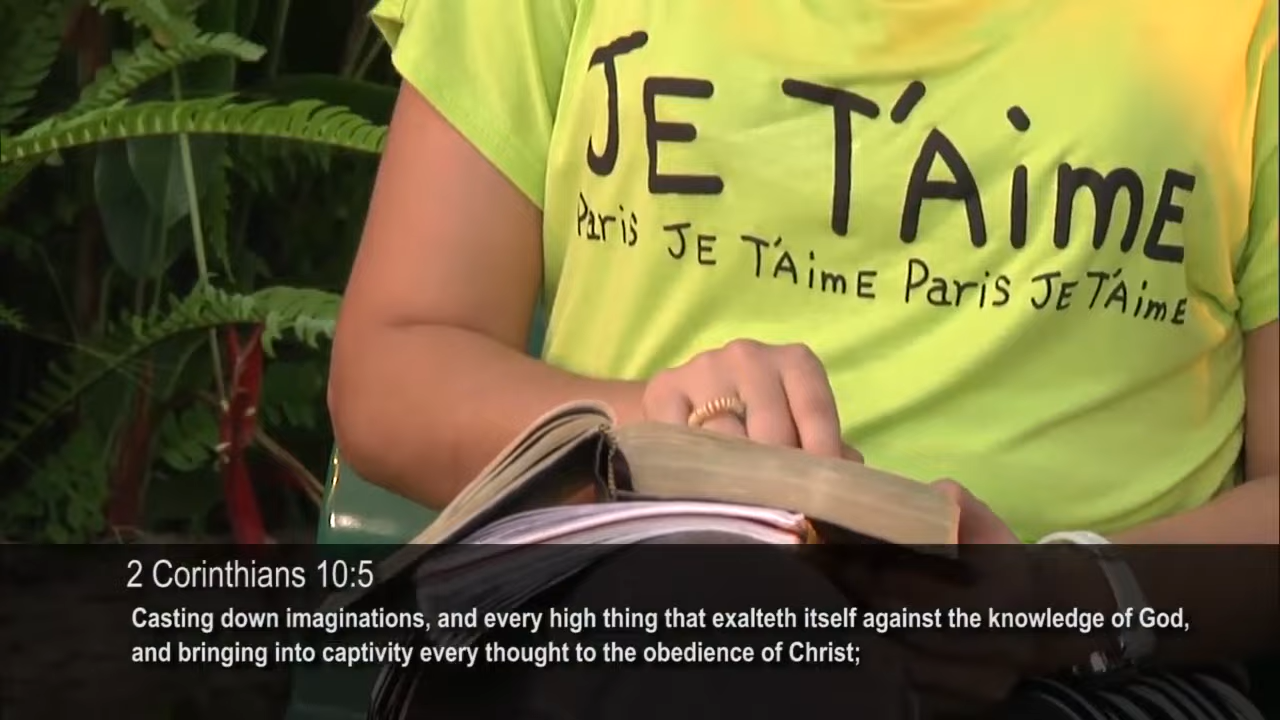 JE T'AimE
Paris JE T'AimE Paris JE T'AimE
2 Corinthians 10:5
Casting down imaginations, and every high thing that exalteth itself against the knowledge of God,
and bringing into captivity every thought to the obedience of Christ;